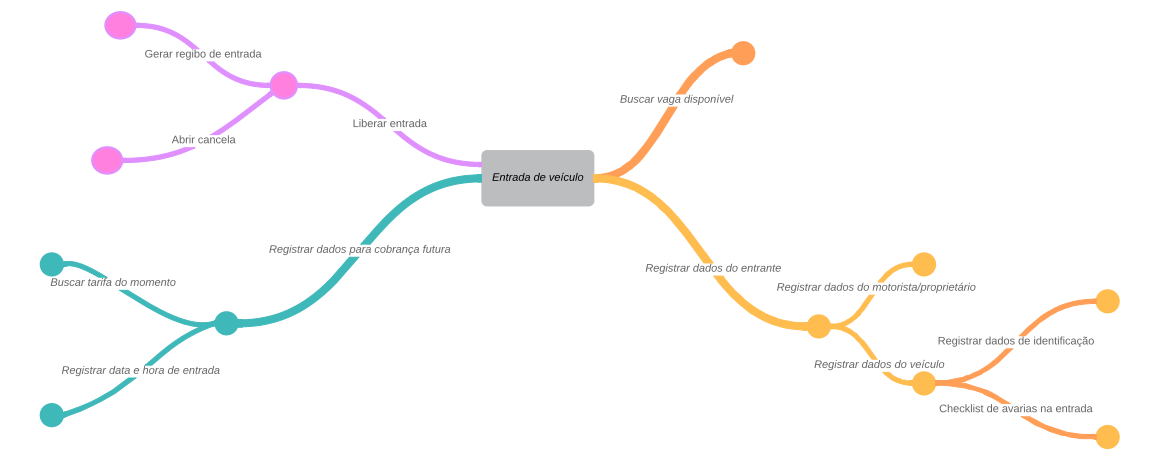 Gerar regibo de entrada
Buscar vaga disponível
Liberar entrada
Abrir cancela
Entrada de veículo
Registrar dados para cobrança futura
Registrar dados do entrante
Buscar tarifa do momento
Registrar dados do motorista/proprietário
Registrar dados de identificação
Registrar data e hora de entrada
Registrar dados do veículo
Checklist de avarias na entrada